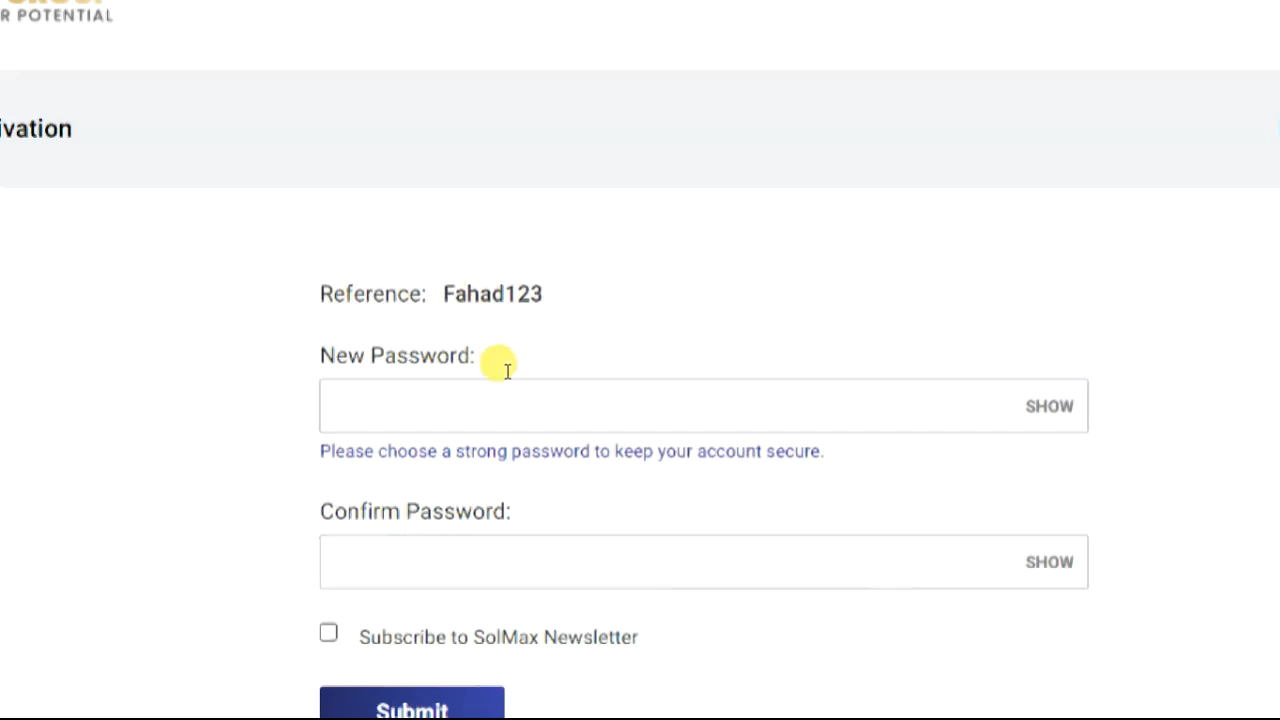 R POTENTIAL
ivation
Reference: Fahad123
New Password:
SHOW
Please choose a strong password to keep your account secure.
Confirm Password:
SHOW
Subscribe to SolMax Newsletter
Submit